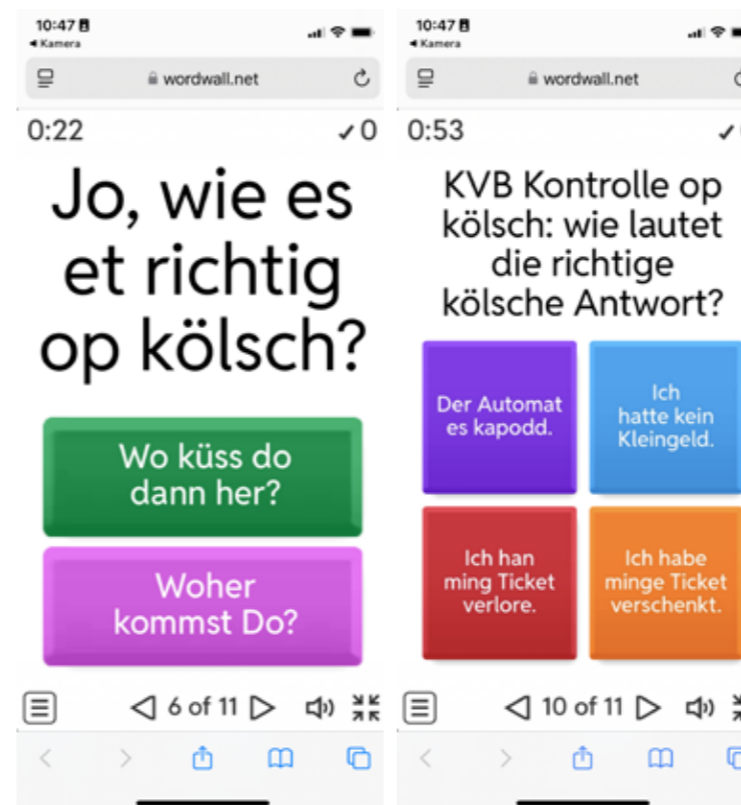 10:47
◀ Kamera
wordwall.net
0:22
✓ 0
Jo, wie es
et richtig
op kölsch?
Wo küss do
dann her?
Woher
kommst Do?
6 of 11
10:47
◀ Kamera
wordwall.net
0:53
KVB Kontrolle op
kölsch: wie lautet
die richtige
kölsche Antwort?
Der Automat
es kapodd.
Ich
hatte kein
Kleingeld.
Ich han
ming Ticket
verlore.
Ich habe
minge Ticket
verschenkt.
10 of 11